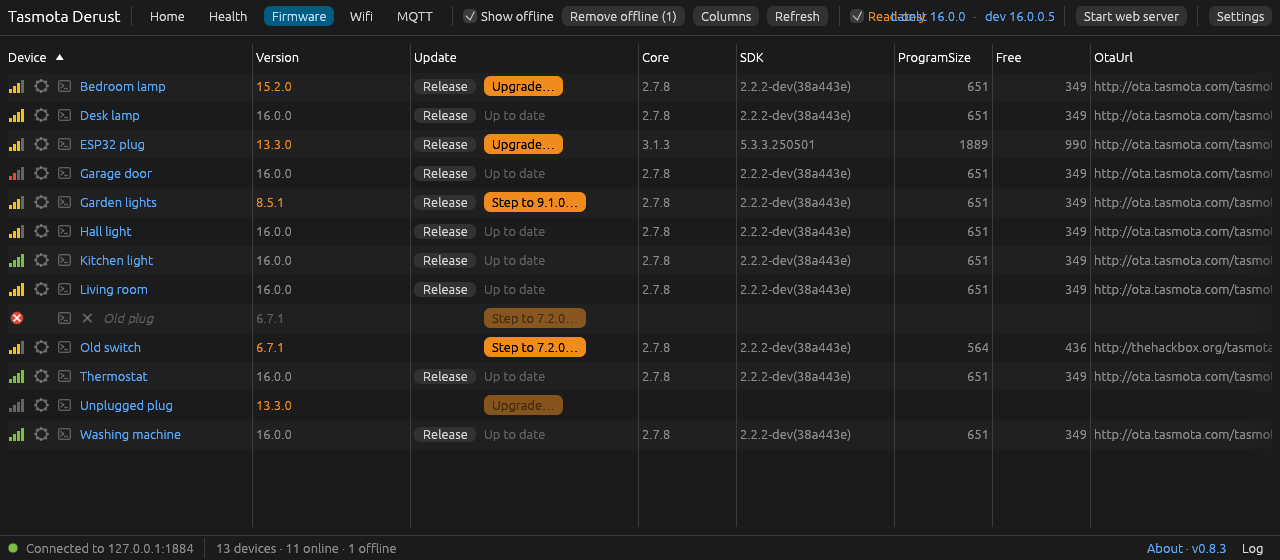 Tasmota Derust Home Health Firmware Wifi MQTT Show offline Remove offline (1) Columns Refresh Read-only latest 16.0.0 · dev 16.0.0.5 Start web server Settings
Device Version Update Core SDK ProgramSize Free OtaUrl
Bedroom lamp 15.2.0 Release Upgrade... 2.7.8 2.2.2-dev(38a443e) 651 349 http://ota.tasmota.com/tasmot
Desk lamp 16.0.0 Release Up to date 2.7.8 2.2.2-dev(38a443e) 651 349 http://ota.tasmota.com/tasmot
ESP32 plug 13.3.0 Release Upgrade... 3.1.3 5.3.3.250501 1889 990 http://ota.tasmota.com/tasmot
Garage door 16.0.0 Release Up to date 2.7.8 2.2.2-dev(38a443e) 651 349 http://ota.tasmota.com/tasmot
Garden lights 8.5.1 Release Step to 9.1.0... 2.7.8 2.2.2-dev(38a443e) 651 349 http://ota.tasmota.com/tasmot
Hall light 16.0.0 Release Up to date 2.7.8 2.2.2-dev(38a443e) 651 349 http://ota.tasmota.com/tasmot
Kitchen light 16.0.0 Release Up to date 2.7.8 2.2.2-dev(38a443e) 651 349 http://ota.tasmota.com/tasmot
Living room 16.0.0 Release Up to date 2.7.8 2.2.2-dev(38a443e) 651 349 http://ota.tasmota.com/tasmot
Old plug 6.7.1 Step to 7.2.0...
Old switch 6.7.1 Step to 7.2.0... 2.7.8 2.2.2-dev(38a443e) 564 436 http://thehackbox.org/tasmota
Thermostat 16.0.0 Release Up to date 2.7.8 2.2.2-dev(38a443e) 651 349 http://ota.tasmota.com/tasmot
Unplugged plug 13.3.0 Upgrade...
Washing machine 16.0.0 Release Up to date 2.7.8 2.2.2-dev(38a443e) 651 349 http://ota.tasmota.com/tasmot
Connected to 127.0.0.1:1884 13 devices · 11 online · 1 offline About · v0.8.3 Log